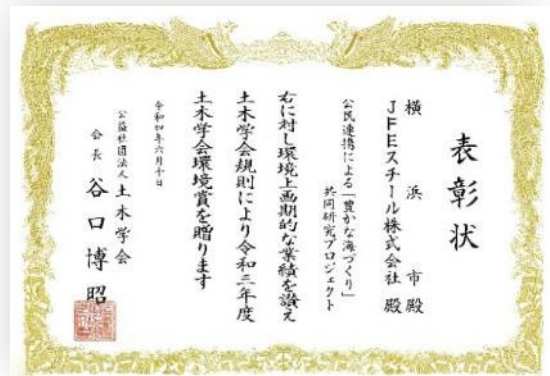 表彰状
横浜市殿
JFEスチール株式会社殿
公民連携による「豊かな海づくり」
共同研究プロジェクト
右に対し環境上画期的な業績を讃え
土木学会規則により令和三年度
土木学会環境賞を贈ります
令和四年六月十日
公益社団法人土木学会
会長 谷口博昭